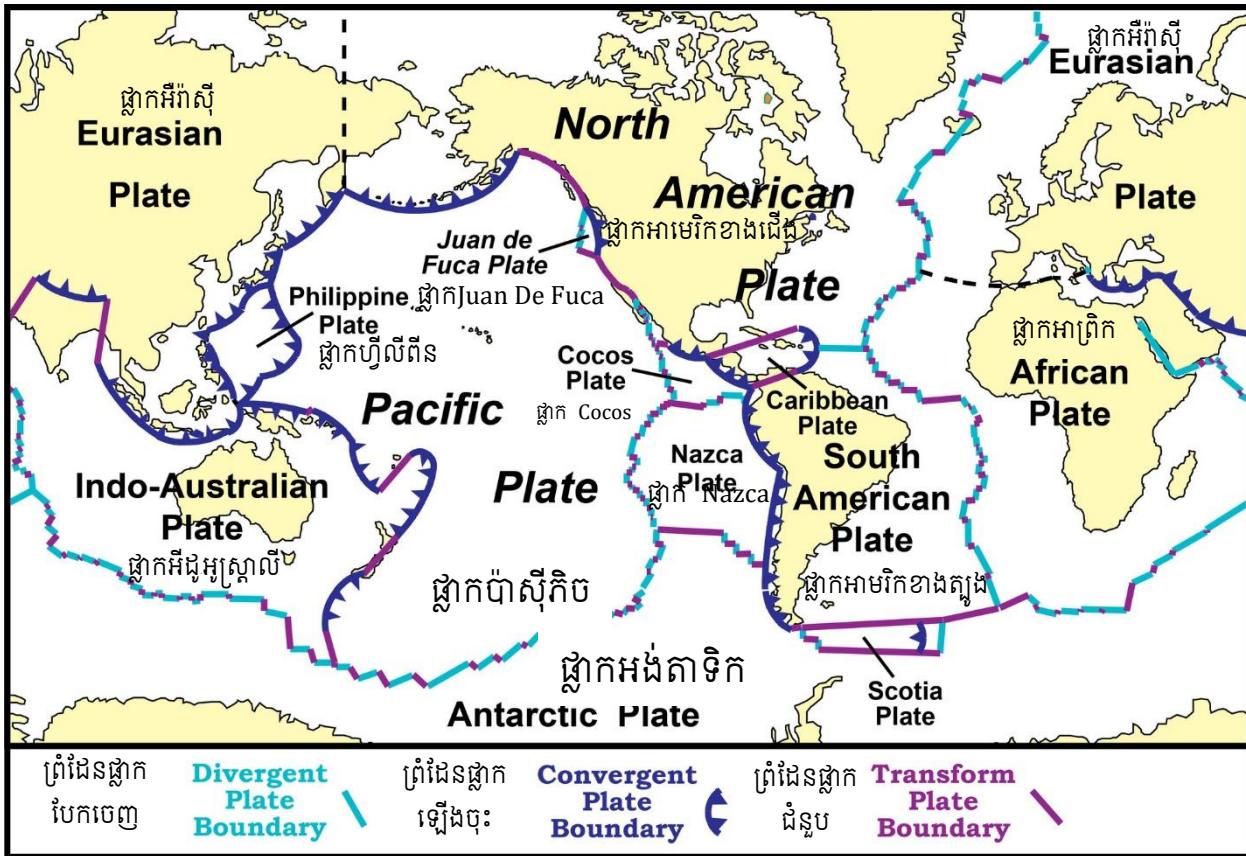 ផ្លាកអឺរ៉ាស៊ី
Eurasian
Plate
North
American
ផ្លាកអាមេរិកខាងជើង
Plate
ផ្លាកអឺរ៉ាស៊ី
Eurasian
Plate
Juan de
Fuca Plate
ផ្លាកJuan De Fuca
Philippine
Plate
ផ្លាកហ្វីលីពីន
Cocos
Plate
ផ្លាក Cocos
Caribbean
Plate
ផ្លាកអាព្រិក
African
Plate
Pacific
Plate
ផ្លាកប៉ាស៊ីភិច
Nazca
Plate
ផ្លាក Nazca
South
American
Plate
ផ្លាកអាមរិកខាងត្បូង
Indo-Australian
Plate
ផ្លាកអីដូអូស្ត្រាលី
ផ្លាកអង់តាទិក
Antarctic Plate
Scotia
Plate
ព្រំដែនផ្លាក
បែកចេញ
Divergent
Plate
Boundary
ព្រំដែនផ្លាក
ឡើងចុះ
Convergent
Plate
Boundary
ព្រំដែនផ្លាក
ជំនួប
Transform
Plate
Boundary